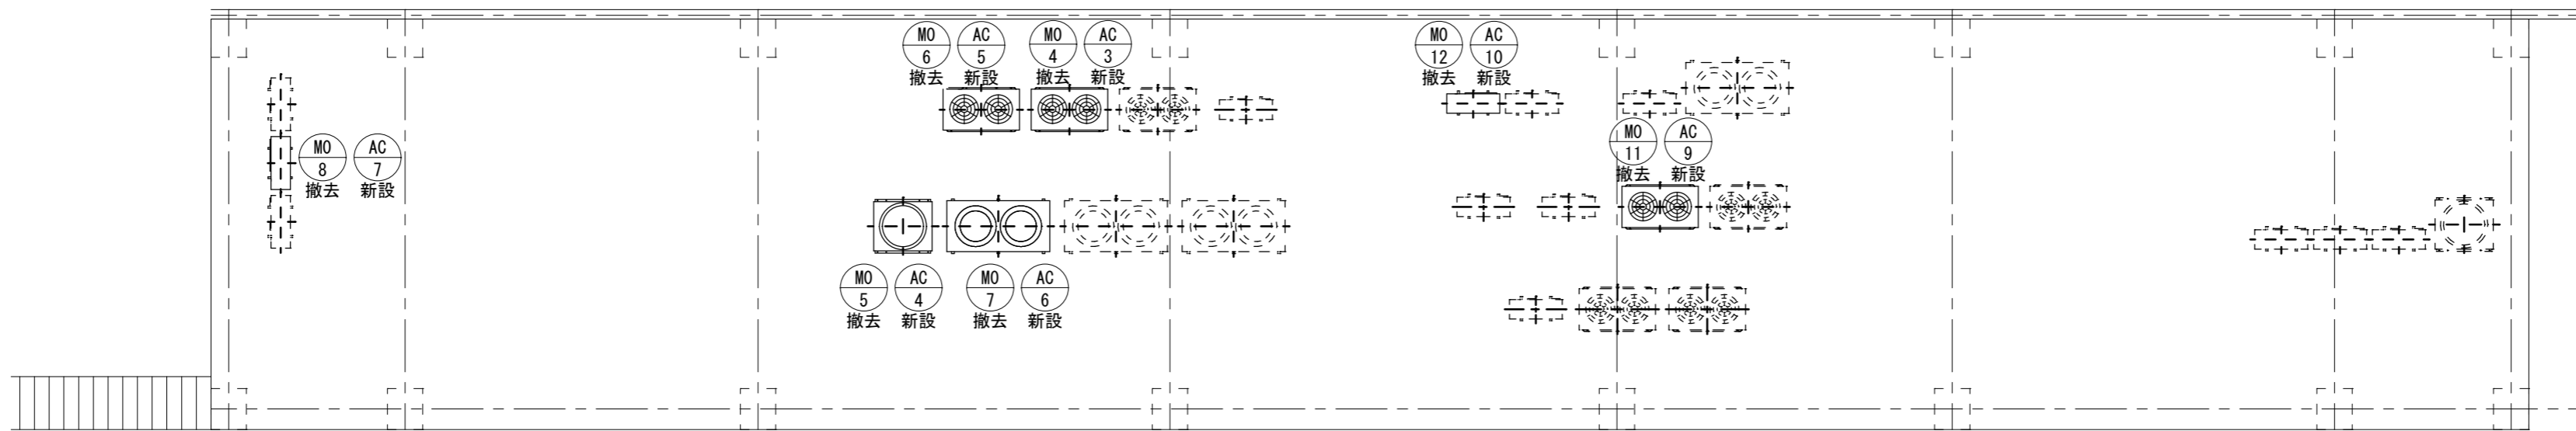 MO AC MO AC
6 5 4 3
撤去 新設 撤去 新設
MO AC
12 10
撤去 新設
MO AC
8 7
撤去 新設
MO AC
11 9
撤去 新設
MO AC MO AC
5 4 7 6
撤去 新設 撤去 新設